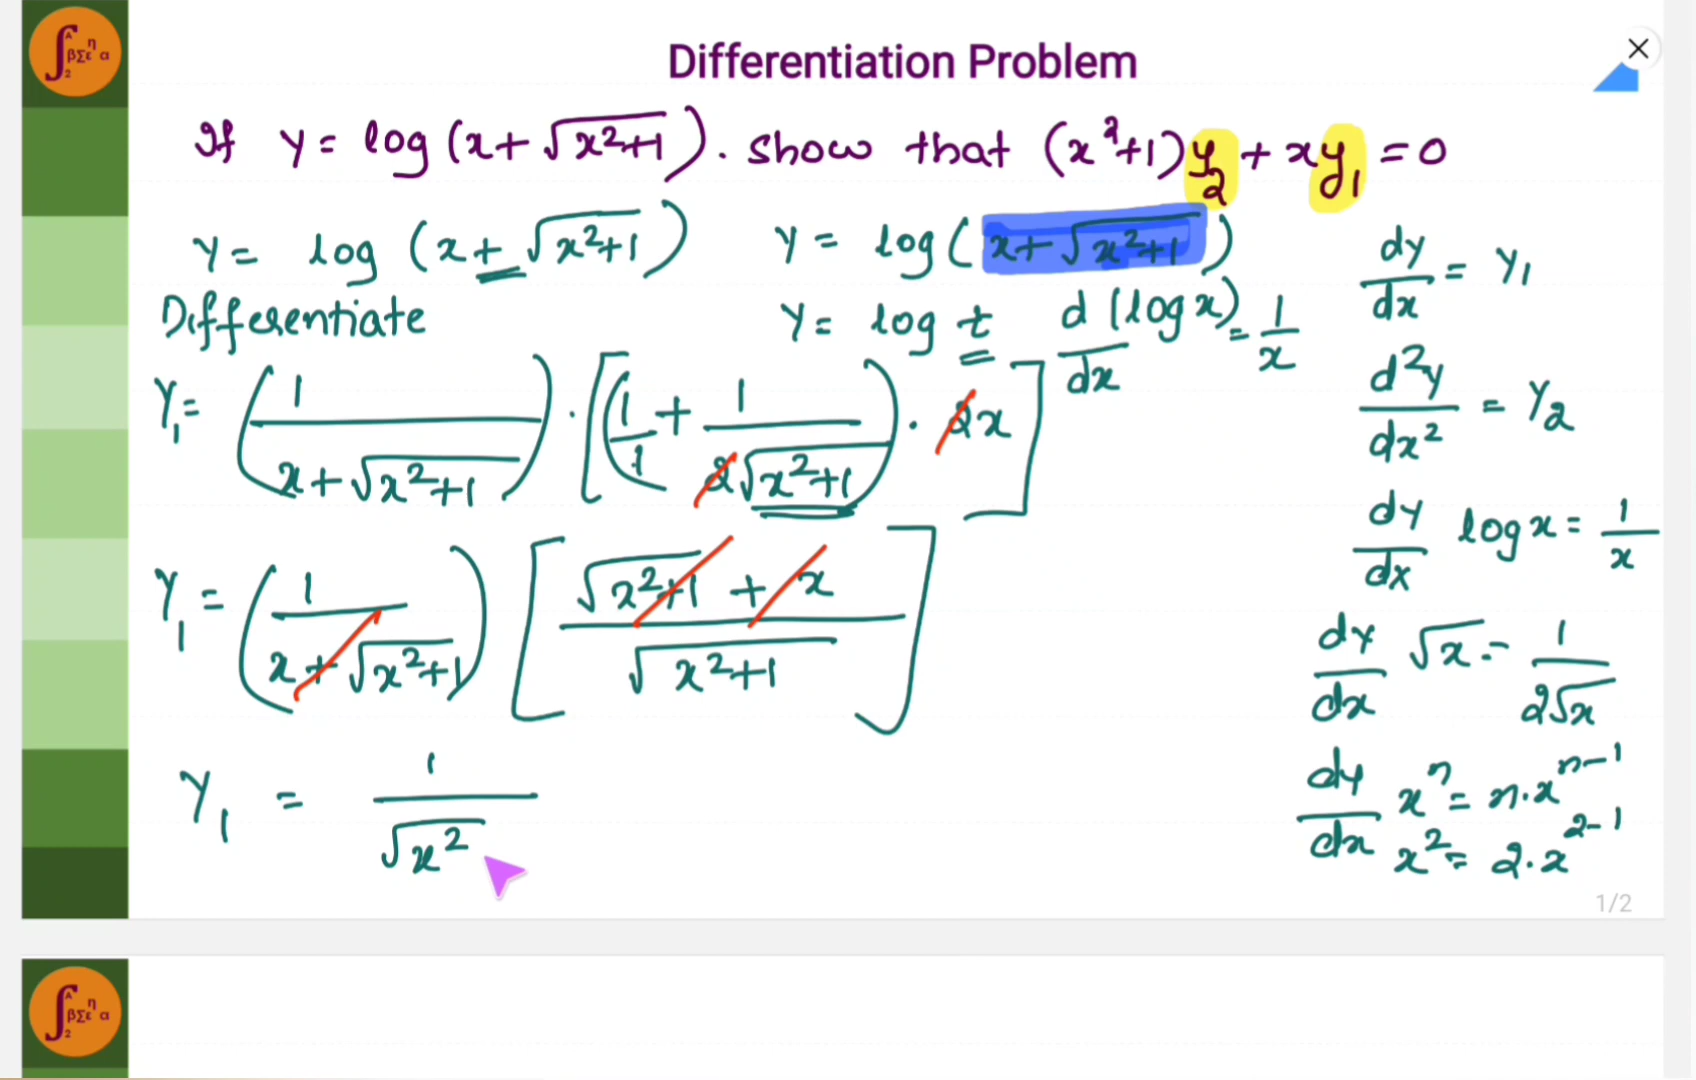 Differentiation Problem
If y = log (x + √(x²+1)). show that (x²+1)y₂ + xy₁ = 0
y = log (x + √(x²+1))
Differentiate
y₁ = (1/(x+√(x²+1))) · [(1/1 + 1/(2√(x²+1))) · 2x]
y₁ = (1/(x+√(x²+1))) [(√(x²+1) + x)/√(x²+1)]
y₁ = 1/√x²
y = log (x + √(x²+1))
y = log t
d (log x)/dx = 1/x
dy/dx = y₁
d²y/dx² = y₂
dy/dx log x = 1/x
dy/dx √x = 1/(2√x)
dy/dx xⁿ = n·xⁿ⁻¹
x² = 2·x²⁻¹
1/2